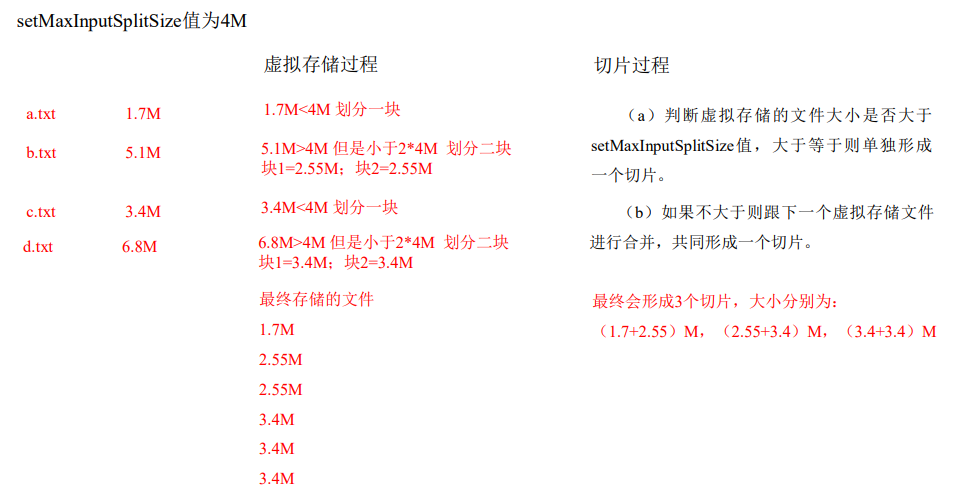 setMaxInputSplitSize值为4M
虚拟存储过程
切片过程
a.txt 1.7M 1.7M<4M 划分一块
b.txt 5.1M 5.1M>4M 但是小于2*4M 划分二块
块1=2.55M；块2=2.55M
c.txt 3.4M 3.4M<4M 划分一块
d.txt 6.8M 6.8M>4M 但是小于2*4M 划分二块
块1=3.4M；块2=3.4M
最终存储的文件
1.7M
2.55M
2.55M
3.4M
3.4M
3.4M
（a）判断虚拟存储的文件大小是否大于
setMaxInputSplitSize值，大于等于则单独形成
一个切片。
（b）如果不大于则跟下一个虚拟存储文件
进行合并，共同形成一个切片。
最终会形成3个切片，大小分别为：
（1.7+2.55）M，（2.55+3.4）M，（3.4+3.4）M